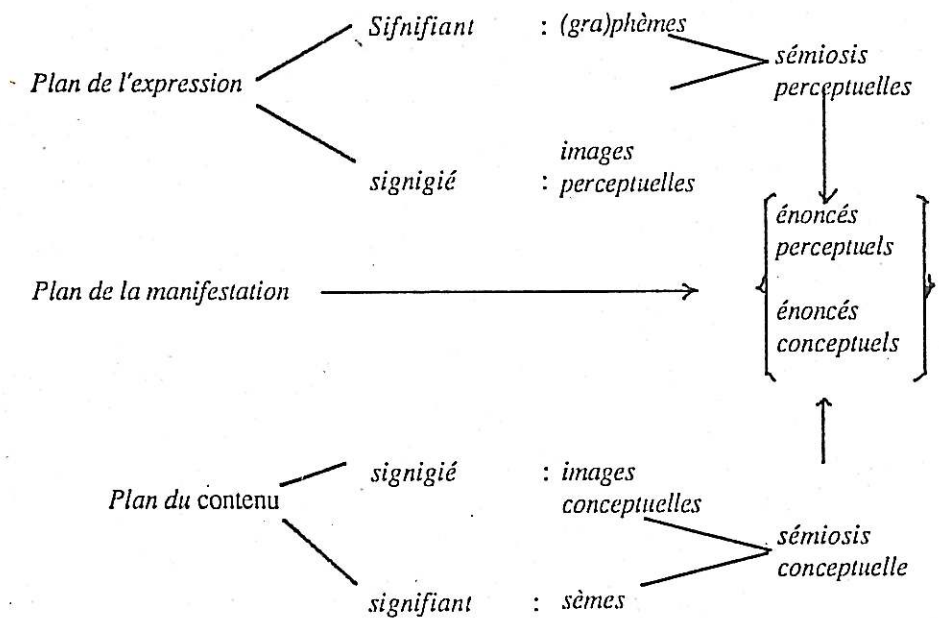 Sifnifiant : (gra)phèmes
sémiosis
Plan de l'expression
perceptuelles
images
signigié : perceptuelles
énoncés
perceptuels
Plan de la manifestation
énoncés
conceptuels
signigié : images
Plan du contenu
conceptuelles
sémiosis
conceptuelle
signifiant : sèmes